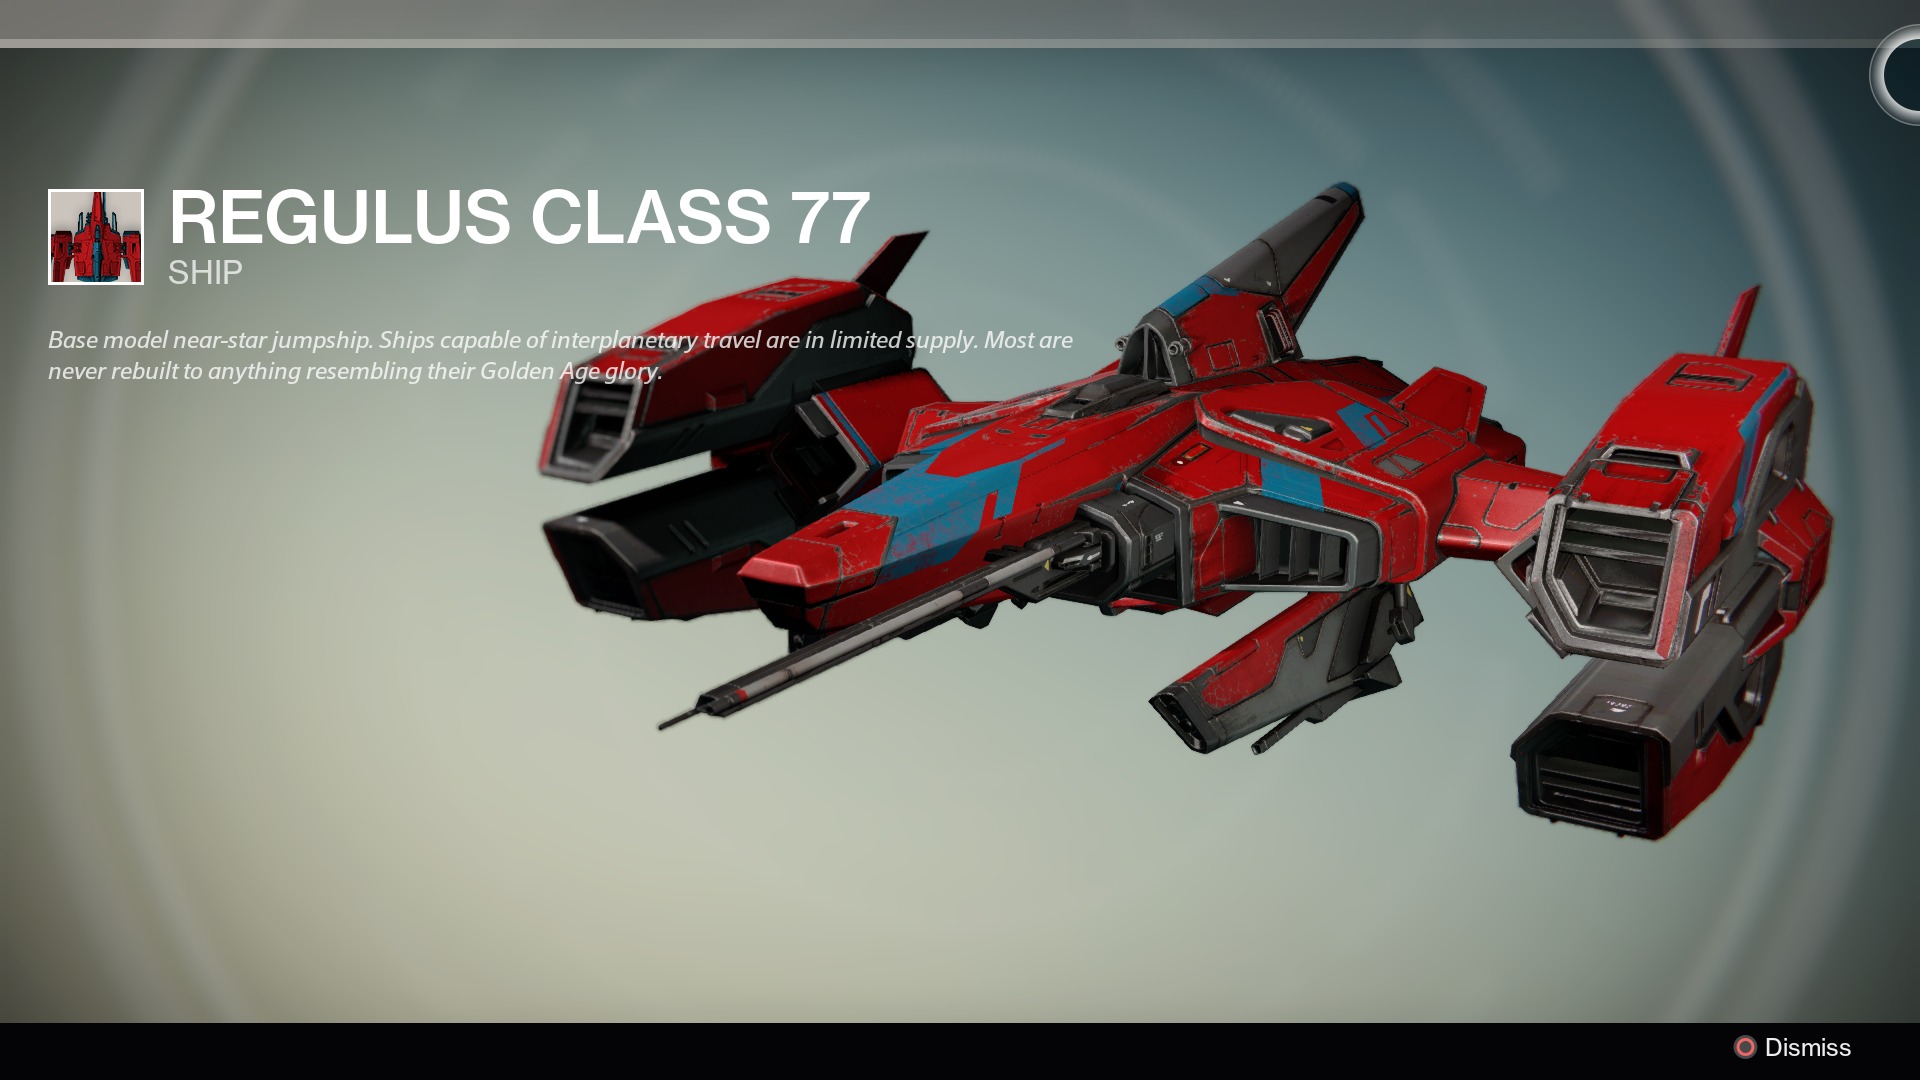 REGULUS CLASS 77
SHIP
Base model near-star jumpship. Ships capable of interplanetary travel are in limited supply. Most are
never rebuilt to anything resembling their Golden Age glory.
Dismiss